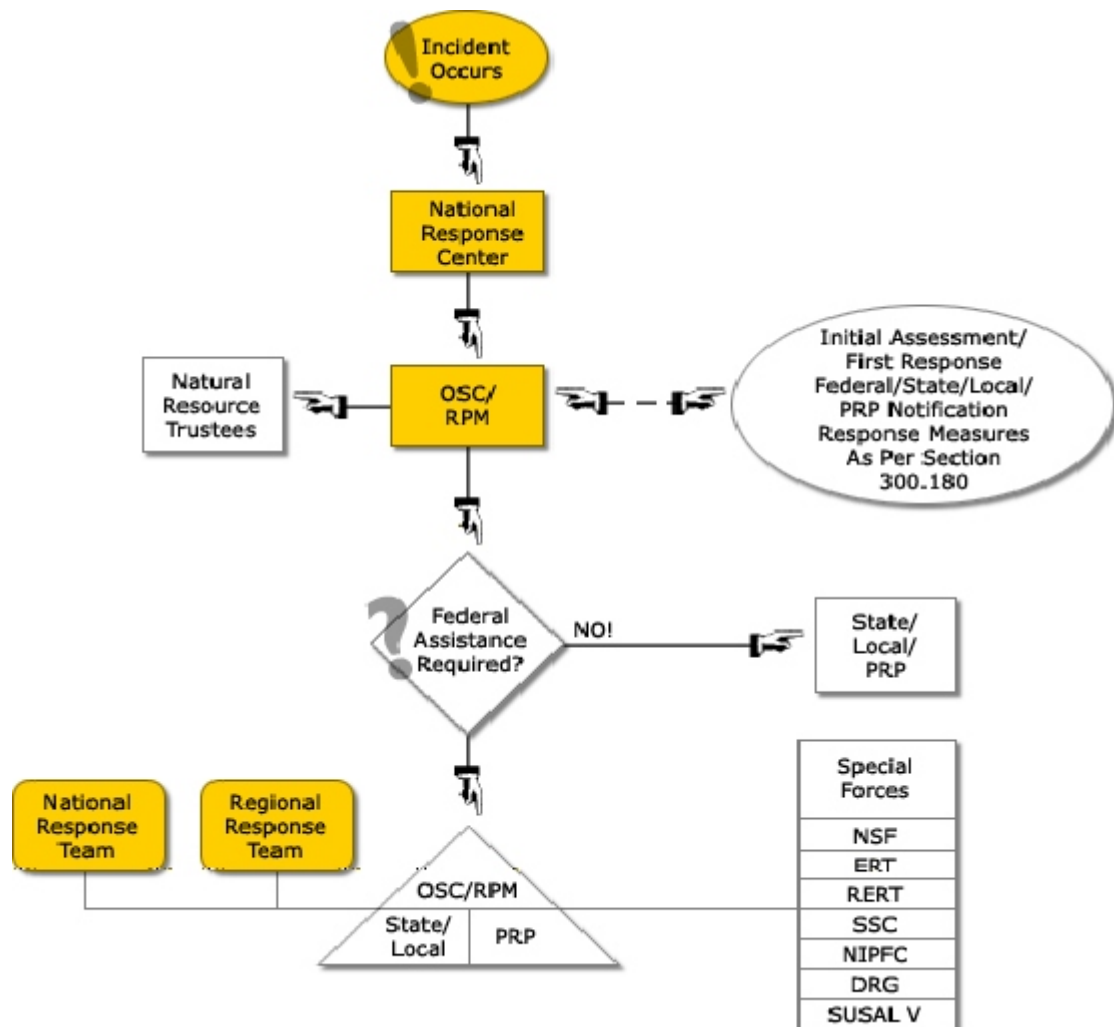 Incident
Occurs
National
Response
Center
Natural
Resource
Trustees
OSC/
RPM
Initial Assessment/
First Response
Federal/State/Local/
PRP Notification
Response Measures
As Per Section
300.180
Federal
Assistance
Required?
NO!
State/
Local/
PRP
National
Response
Team
Regional
Response
Team
OSC/RPM
State/
Local
PRP
Special
Forces
NSF
ERT
RERT
SSC
NIPFC
DRG
SUSAL V